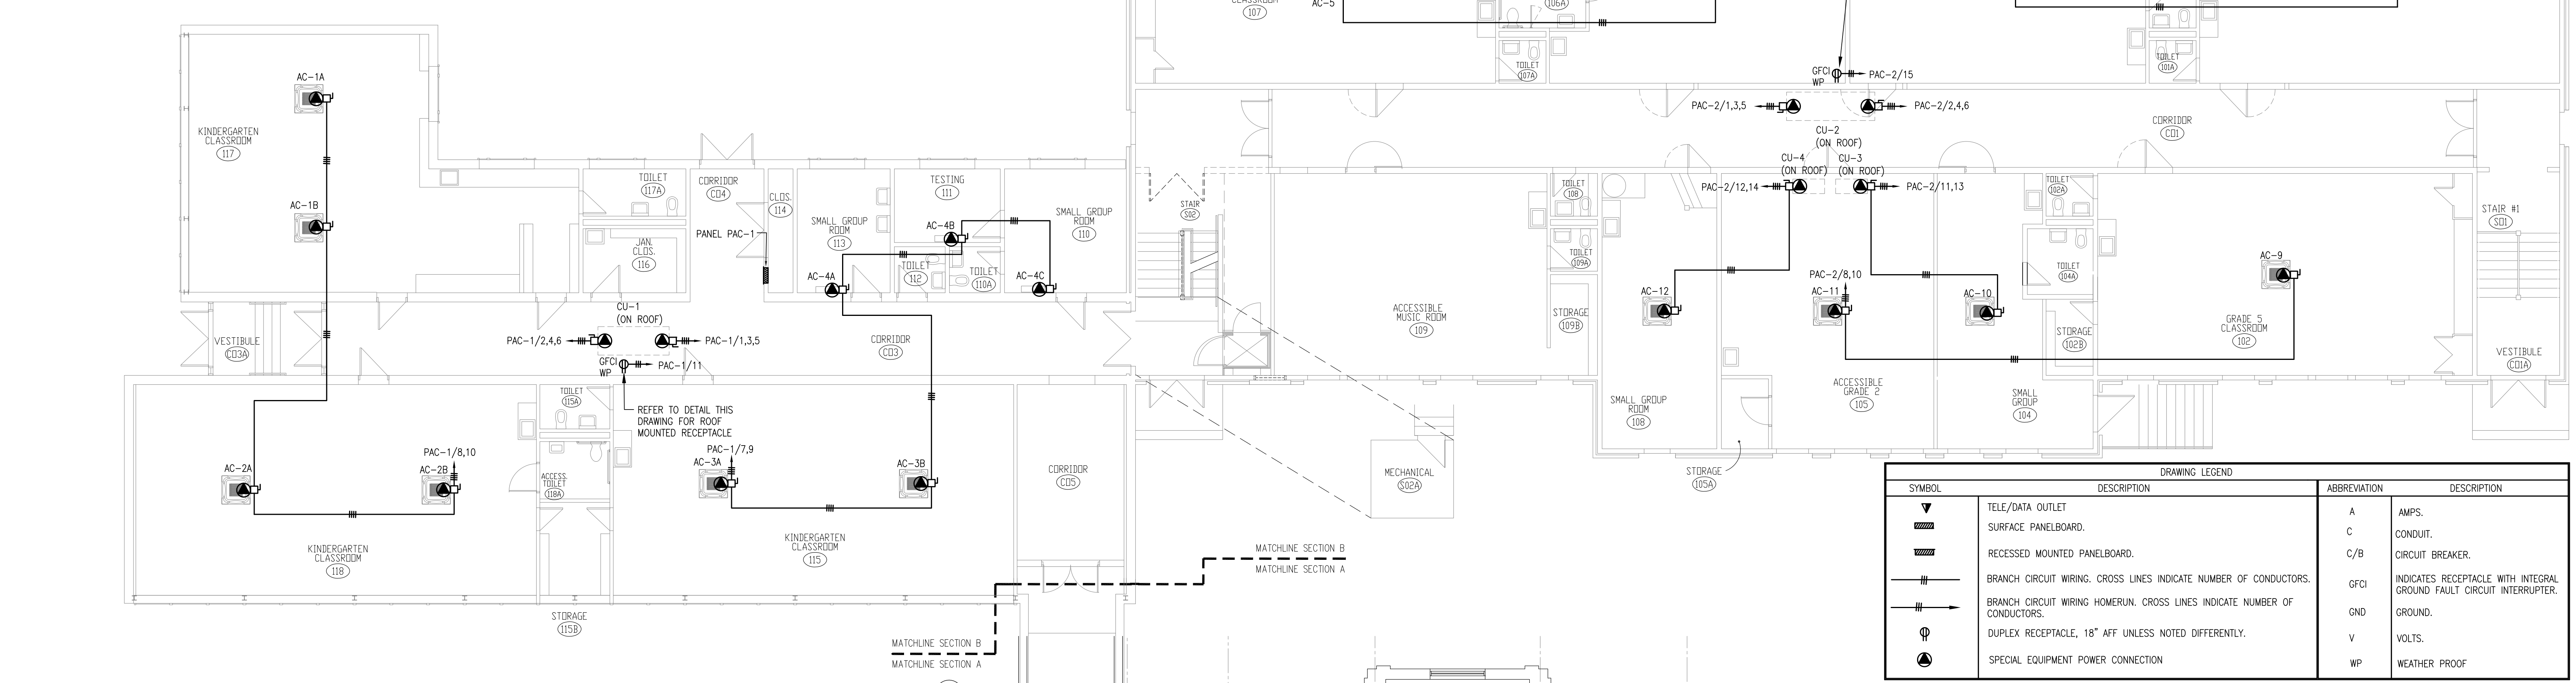 CLASSROOM
107
AC-5
106A
TOILET
107A
TOILET
101A
GFCI
WP
PAC-2/15
PAC-2/1,3,5
PAC-2/2,4,6
CU-2
(ON ROOF)
CORRIDOR
C01
AC-1A
KINDERGARTEN
CLASSROOM
117
AC-1B
TOILET
117A
CORRIDOR
C04
CLOS.
114
TESTING
111
SMALL GROUP
ROOM
113
SMALL GROUP
ROOM
110
AC-4B
PANEL PAC-1
JAN.
CLOS.
116
AC-4A
TOILET
112
TOILET
110A
AC-4C
STAIR
S02
TOILET
108
TOILET
109A
CU-4
(ON ROOF)
CU-3
(ON ROOF)
PAC-2/12,14
PAC-2/11,13
TOILET
102A
STAIR #1
S01
TOILET
104A
AC-9
PAC-2/8,10
AC-12
AC-11
AC-10
ACCESSIBLE
MUSIC ROOM
109
STORAGE
109B
STORAGE
102B
GRADE 5
CLASSROOM
102
VESTIBULE
C01A
CU-1
(ON ROOF)
PAC-1/2,4,6
PAC-1/1,3,5
VESTIBULE
C03A
CORRIDOR
C03
GFCI
WP
PAC-1/11
TOILET
115A
REFER TO DETAIL THIS
DRAWING FOR ROOF
MOUNTED RECEPTACLE
SMALL GROUP
ROOM
108
ACCESSIBLE
GRADE 2
105
SMALL
GROUP
104
PAC-1/8,10
AC-2A
AC-2B
ACCESS.
TOILET
118A
PAC-1/7,9
AC-3A
AC-3B
CORRIDOR
C05
MECHANICAL
S02A
STORAGE
105A
KINDERGARTEN
CLASSROOM
118
KINDERGARTEN
CLASSROOM
115
STORAGE
115B
MATCHLINE SECTION B
MATCHLINE SECTION A
MATCHLINE SECTION B
MATCHLINE SECTION A
DRAWING LEGEND
SYMBOL DESCRIPTION ABBREVIATION DESCRIPTION
TELE/DATA OUTLET
SURFACE PANELBOARD.
RECESSED MOUNTED PANELBOARD.
BRANCH CIRCUIT WIRING. CROSS LINES INDICATE NUMBER OF CONDUCTORS.
BRANCH CIRCUIT WIRING HOMERUN. CROSS LINES INDICATE NUMBER OF
CONDUCTORS.
DUPLEX RECEPTACLE, 18" AFF UNLESS NOTED DIFFERENTLY.
SPECIAL EQUIPMENT POWER CONNECTION
A AMPS.
C CONDUIT.
C/B CIRCUIT BREAKER.
GFCI INDICATES RECEPTACLE WITH INTEGRAL
GROUND FAULT CIRCUIT INTERRUPTER.
GND GROUND.
V VOLTS.
WP WEATHER PROOF